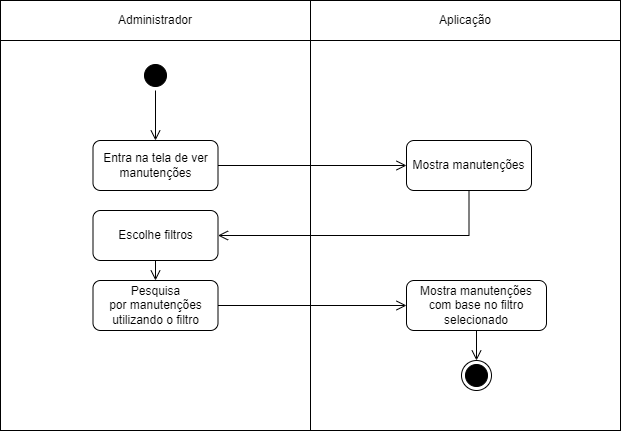 Administrador
Aplicação
Entra na tela de ver
manutenções
Mostra manutenções
Escolhe filtros
Pesquisa
por manutenções
utilizando o filtro
Mostra manutenções
com base no filtro
selecionado